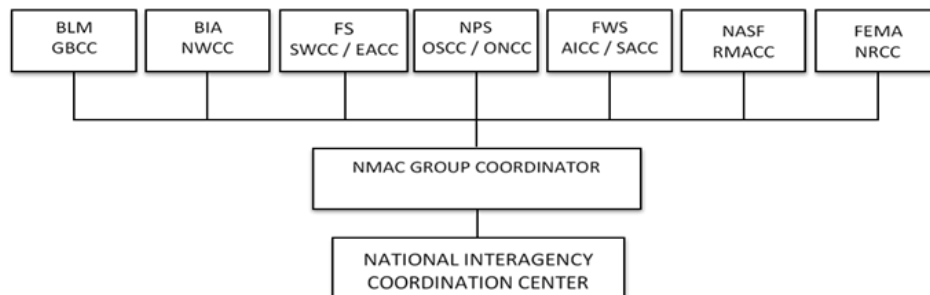 BLM
GBCC
BIA
NWCC
FS
SWCC / EACC
NPS
OSCC / ONCC
FWS
AICC / SACC
NASF
RMACC
FEMA
NRCC
NMAC GROUP COORDINATOR
NATIONAL INTERAGENCY
COORDINATION CENTER